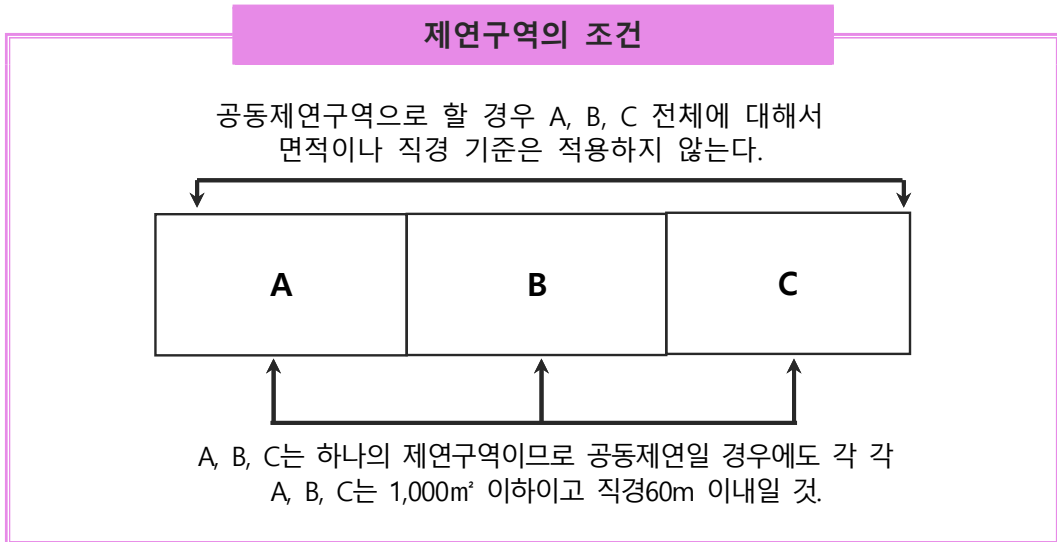 제연구역의 조건
공동제연구역으로 할 경우 A, B, C 전체에 대해서
면적이나 직경 기준은 적용하지 않는다.
A
B
C
A, B, C는 하나의 제연구역이므로 공동제연일 경우에도 각 각
A, B, C는 1,000㎡ 이하이고 직경60m 이내일 것.